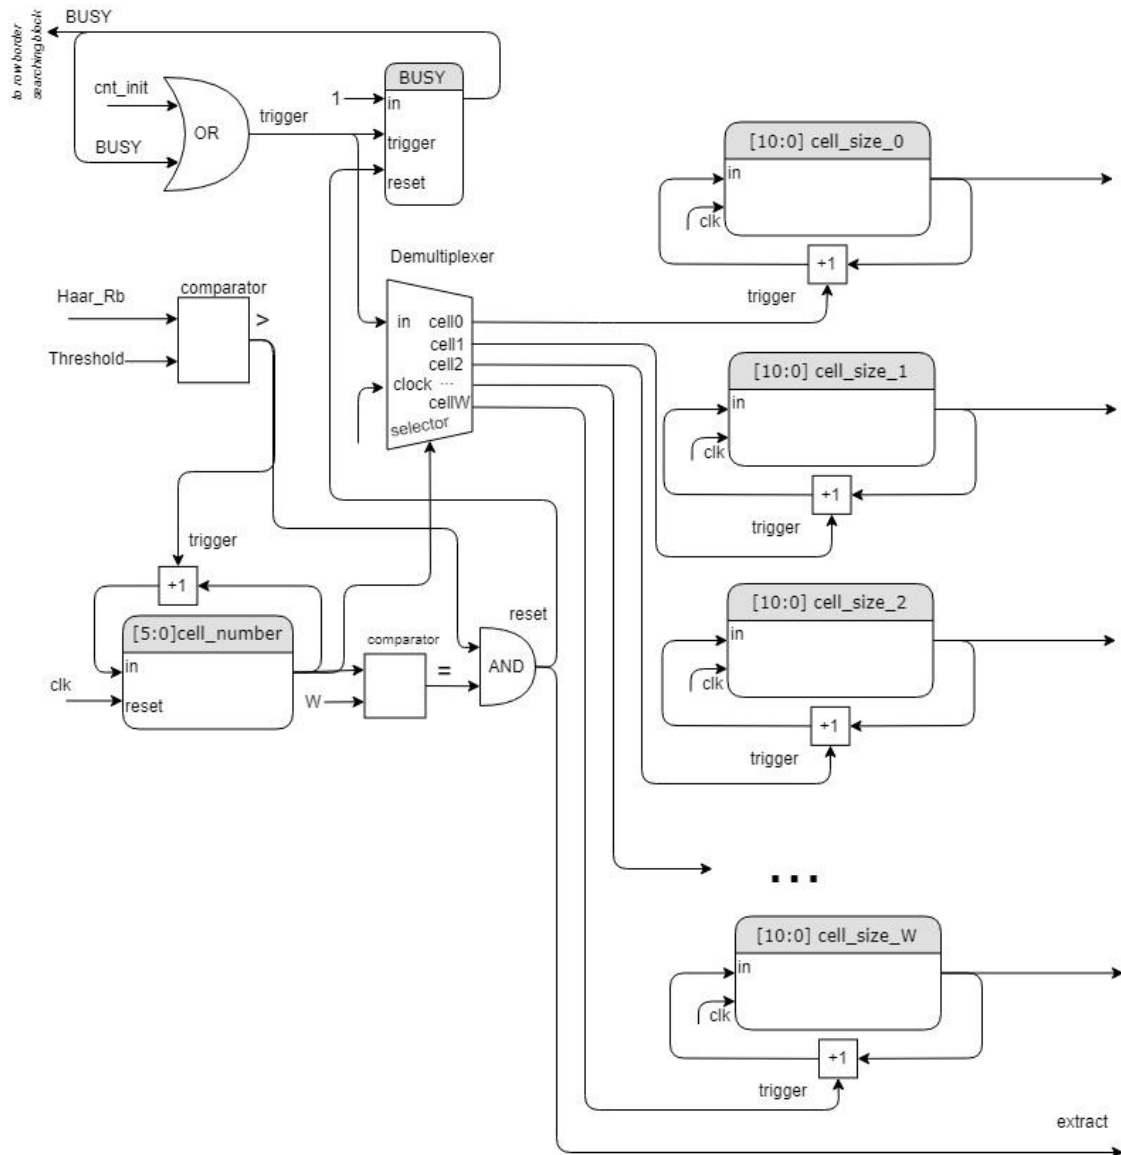 BUSY
to row border
searching block
cnt_init
BUSY
OR
trigger
1
BUSY
in
trigger
reset
[10:0] cell_size_0
in
clk
+1
trigger
Demultiplexer
in
cell0
cell1
cell2
clock ...
cellW
selector
Haar_Rb
Threshold
comparator
>
[10:0] cell_size_1
in
clk
+1
trigger
trigger
+1
[5:0]cell_number
in
reset
clk
comparator
=
W
AND
reset
[10:0] cell_size_2
in
clk
+1
trigger
...
[10:0] cell_size_W
in
clk
+1
trigger
extract